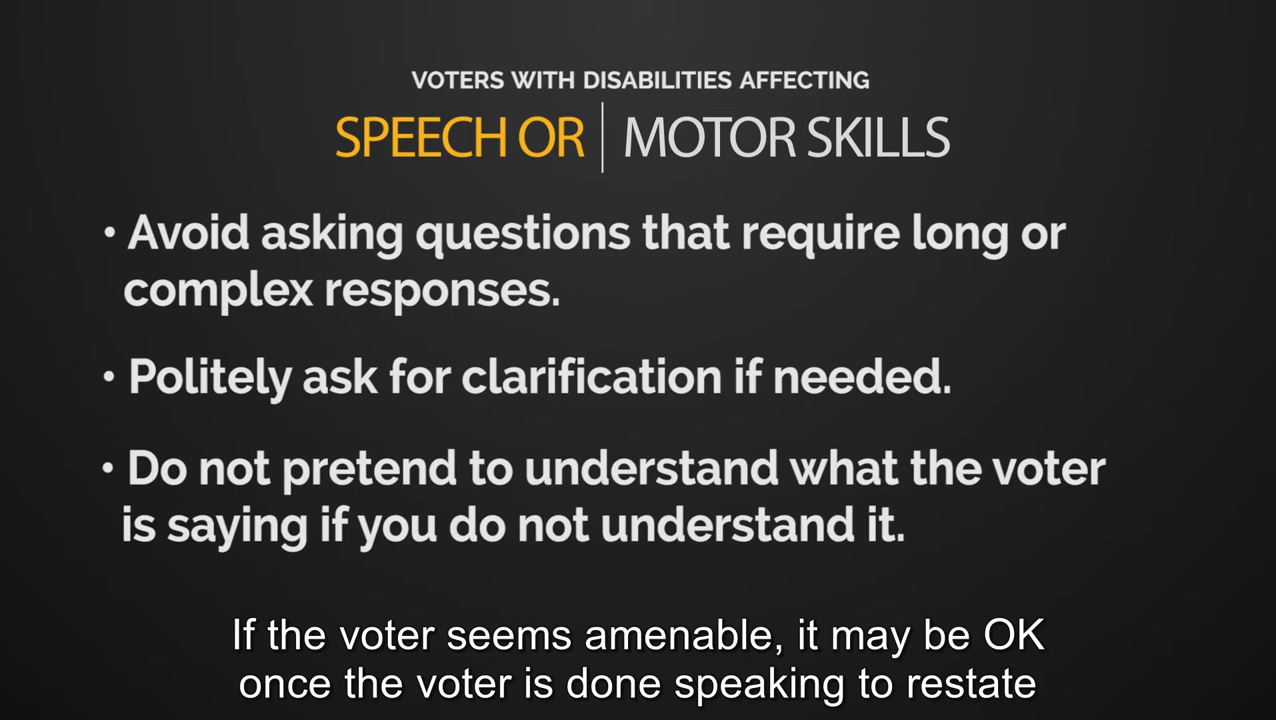 VOTERS WITH DISABILITIES AFFECTING
SPEECH OR | MOTOR SKILLS
• Avoid asking questions that require long or
complex responses.
• Politely ask for clarification if needed.
• Do not pretend to understand what the voter
is saying if you do not understand it.
If the voter seems amenable, it may be OK
once the voter is done speaking to restate